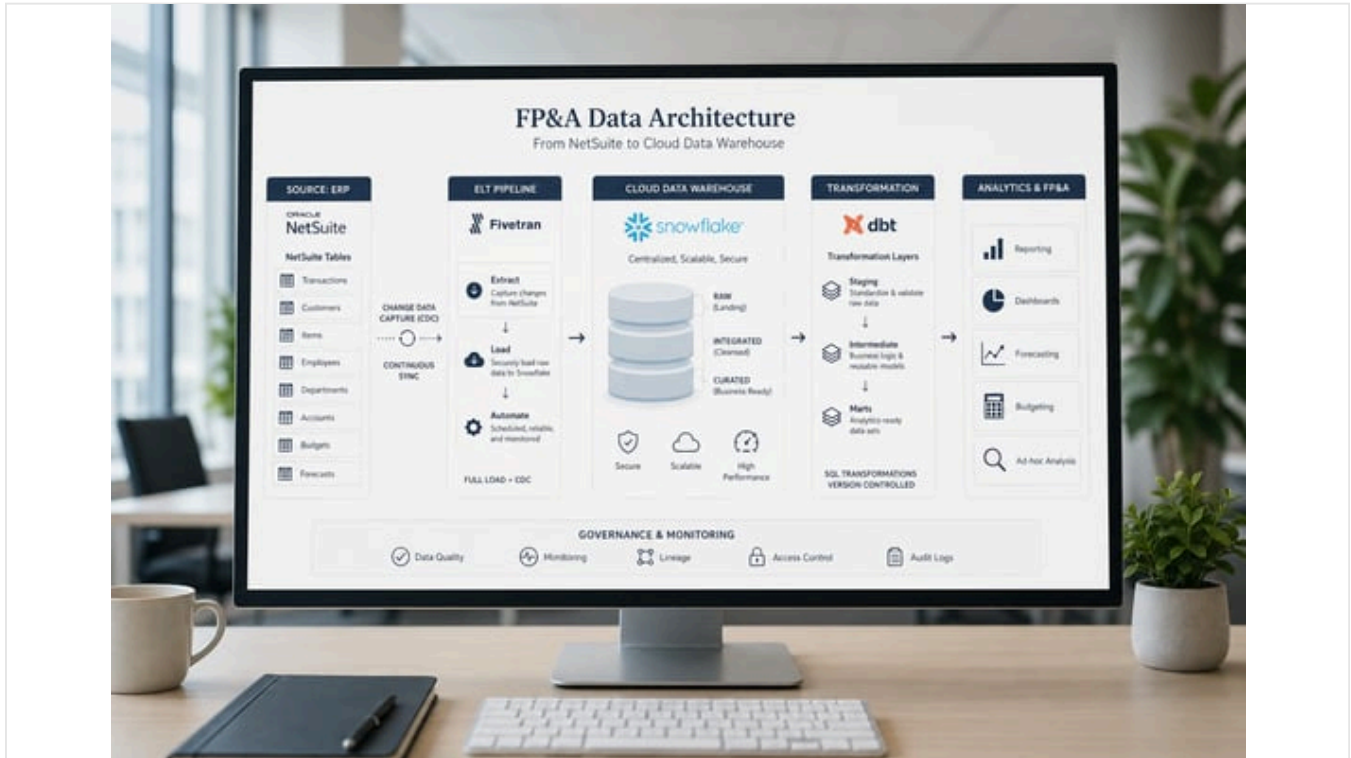 FP&A Data Architecture
From NetSuite to Cloud Data Warehouse
SOURCE: ERP
ORACLE
NetSuite
NetSuite Tables
Transactions
Customers
Items
Employees
Departments
Accounts
Budgets
Forecasts
CHANGE DATA
CAPTURE (CDC)
CONTINUOUS
SYNC
ELT PIPELINE
Fivetran
Extract
Capture changes
from NetSuite
Load
Securely load raw
data to Snowflake
Automate
Scheduled, reliable,
and monitored
FULL LOAD + CDC
CLOUD DATA WAREHOUSE
snowflake
Centralized, Scalable, Secure
RAW
(Landing)
INTEGRATED
(Cleansed)
CURATED
(Business Ready)
Secure
Scalable
High
Performance
TRANSFORMATION
dbt
Transformation Layers
Staging
Standardize & validate
raw data
Intermediate
Business logic &
reusable models
Marts
Analytics-ready
data sets
SQL TRANSFORMATIONS
VERSION CONTROLLED
ANALYTICS & FP&A
Reporting
Dashboards
Forecasting
Budgeting
Ad-hoc Analysis
GOVERNANCE & MONITORING
Data Quality
Monitoring
Lineage
Access Control
Audit Logs